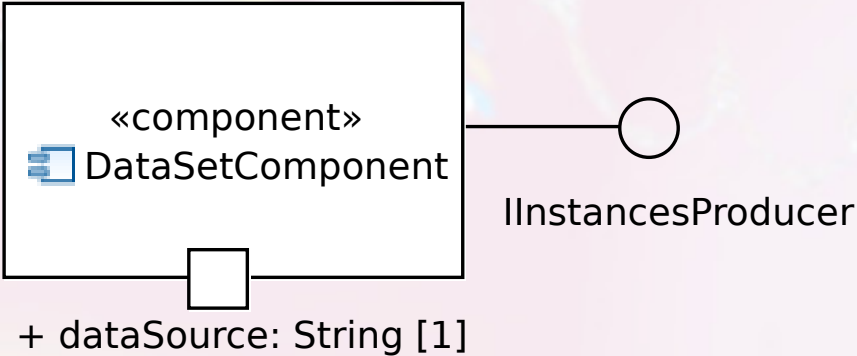 «component»
DataSetComponent
IInstancesProducer
+ dataSource: String [1]